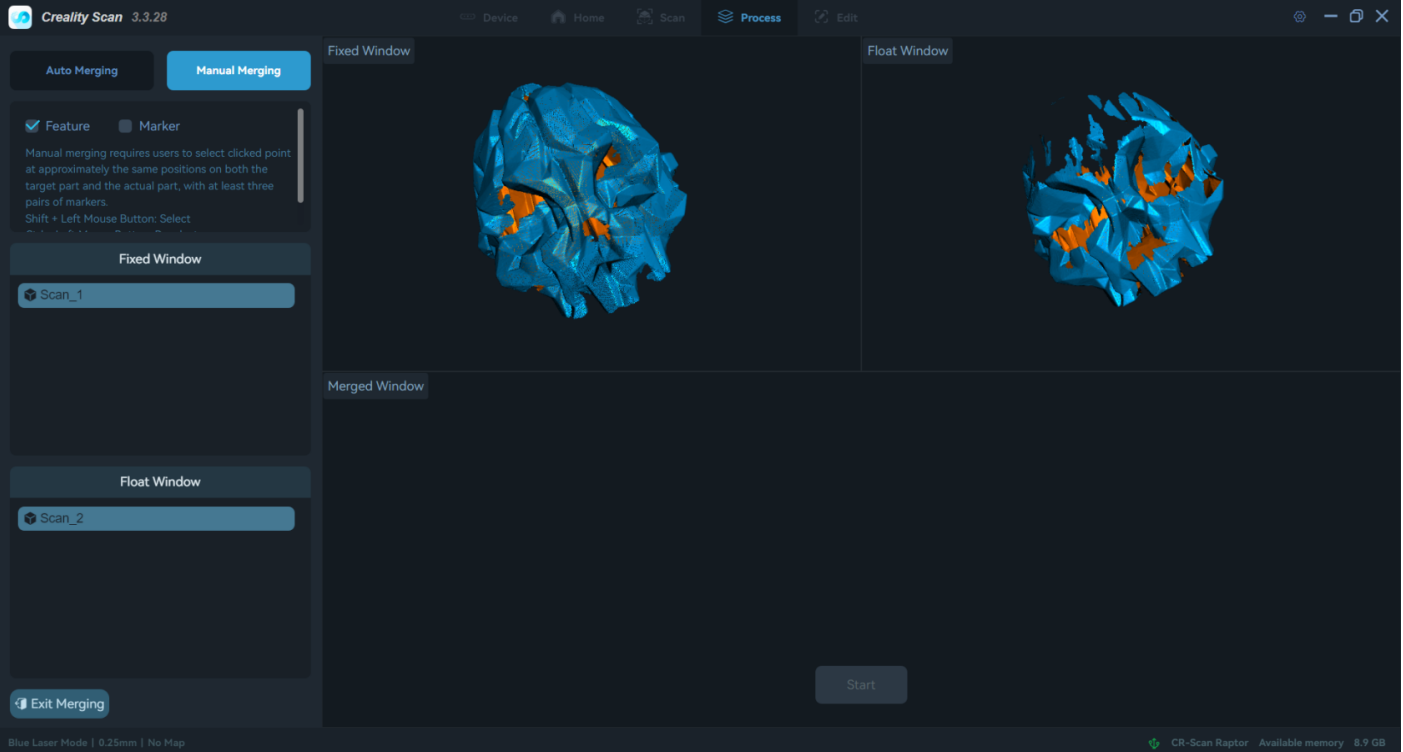 Creality Scan 3.3.28
Device Home Scan Process Edit
Auto Merging Manual Merging
Feature Marker
Manual merging requires users to select clicked point
at approximately the same positions on both the
target part and the actual part, with at least three
pairs of markers.
Shift + Left Mouse Button: Select
Fixed Window
Scan_1
Float Window
Scan_2
Exit Merging
Fixed Window
Float Window
Merged Window
Start
Blue Laser Mode | 0.25mm | No Map
CR-Scan Raptor Available memory 8.9 GB